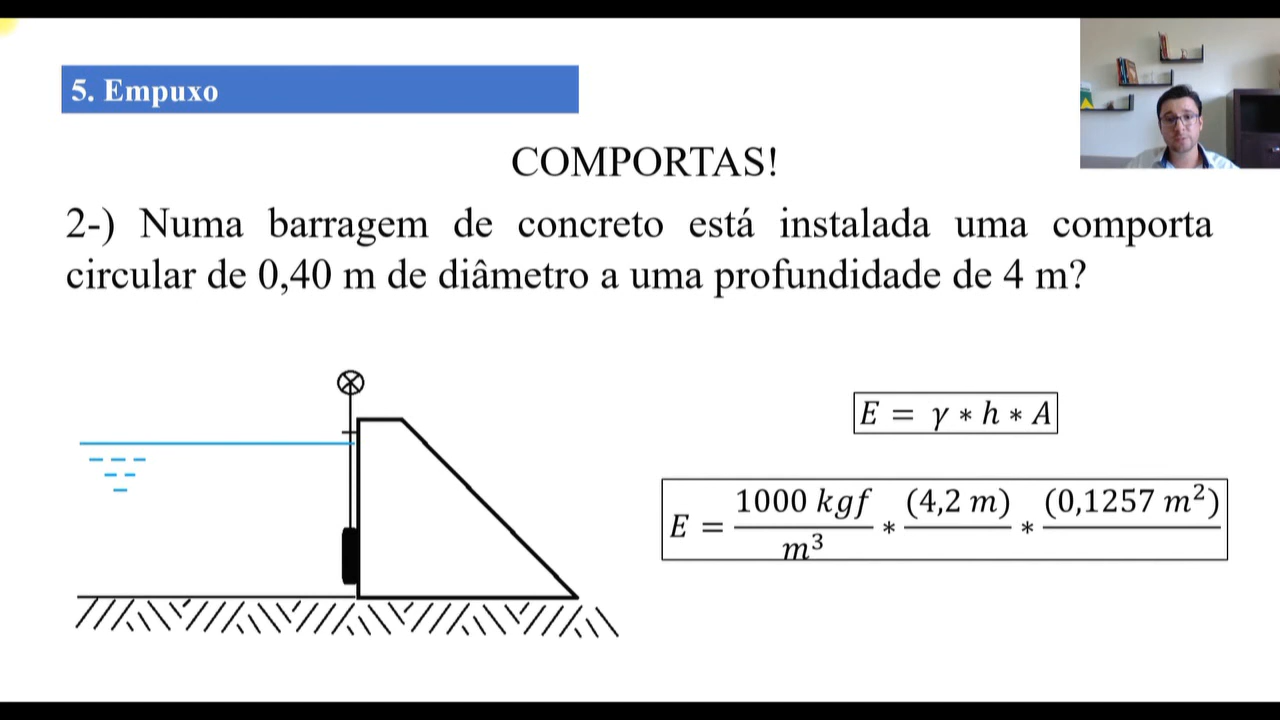 5. Empuxo
COMPORTAS!
2-) Numa barragem de concreto está instalada uma comporta
circular de 0,40 m de diâmetro a uma profundidade de 4 m?
E = γ * h * A
E = 1000 kgf / m³ * (4,2 m) * (0,1257 m²)